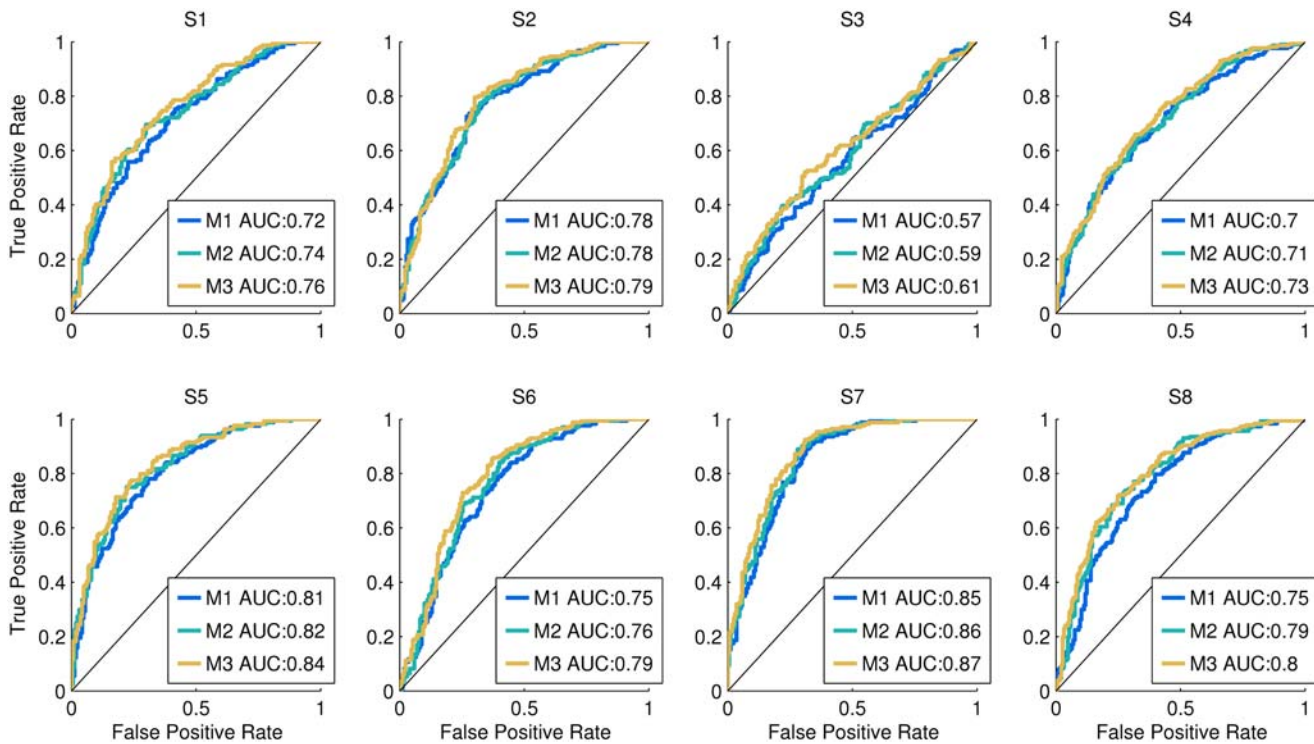 S1
S2
S3
S4
True Positive Rate
1
0.8
0.6
0.4
0.2
0
0
0.5
1
M1 AUC:0.72
M2 AUC:0.74
M3 AUC:0.76
1
0.8
0.6
0.4
0.2
0
0
0.5
1
M1 AUC:0.78
M2 AUC:0.78
M3 AUC:0.79
1
0.8
0.6
0.4
0.2
0
0
0.5
1
M1 AUC:0.57
M2 AUC:0.59
M3 AUC:0.61
1
0.8
0.6
0.4
0.2
0
0
0.5
1
M1 AUC:0.7
M2 AUC:0.71
M3 AUC:0.73
S5
S6
S7
S8
True Positive Rate
1
0.8
0.6
0.4
0.2
0
0
0.5
1
M1 AUC:0.81
M2 AUC:0.82
M3 AUC:0.84
False Positive Rate
1
0.8
0.6
0.4
0.2
0
0
0.5
1
M1 AUC:0.75
M2 AUC:0.76
M3 AUC:0.79
False Positive Rate
1
0.8
0.6
0.4
0.2
0
0
0.5
1
M1 AUC:0.85
M2 AUC:0.86
M3 AUC:0.87
False Positive Rate
1
0.8
0.6
0.4
0.2
0
0
0.5
1
M1 AUC:0.75
M2 AUC:0.79
M3 AUC:0.8
False Positive Rate